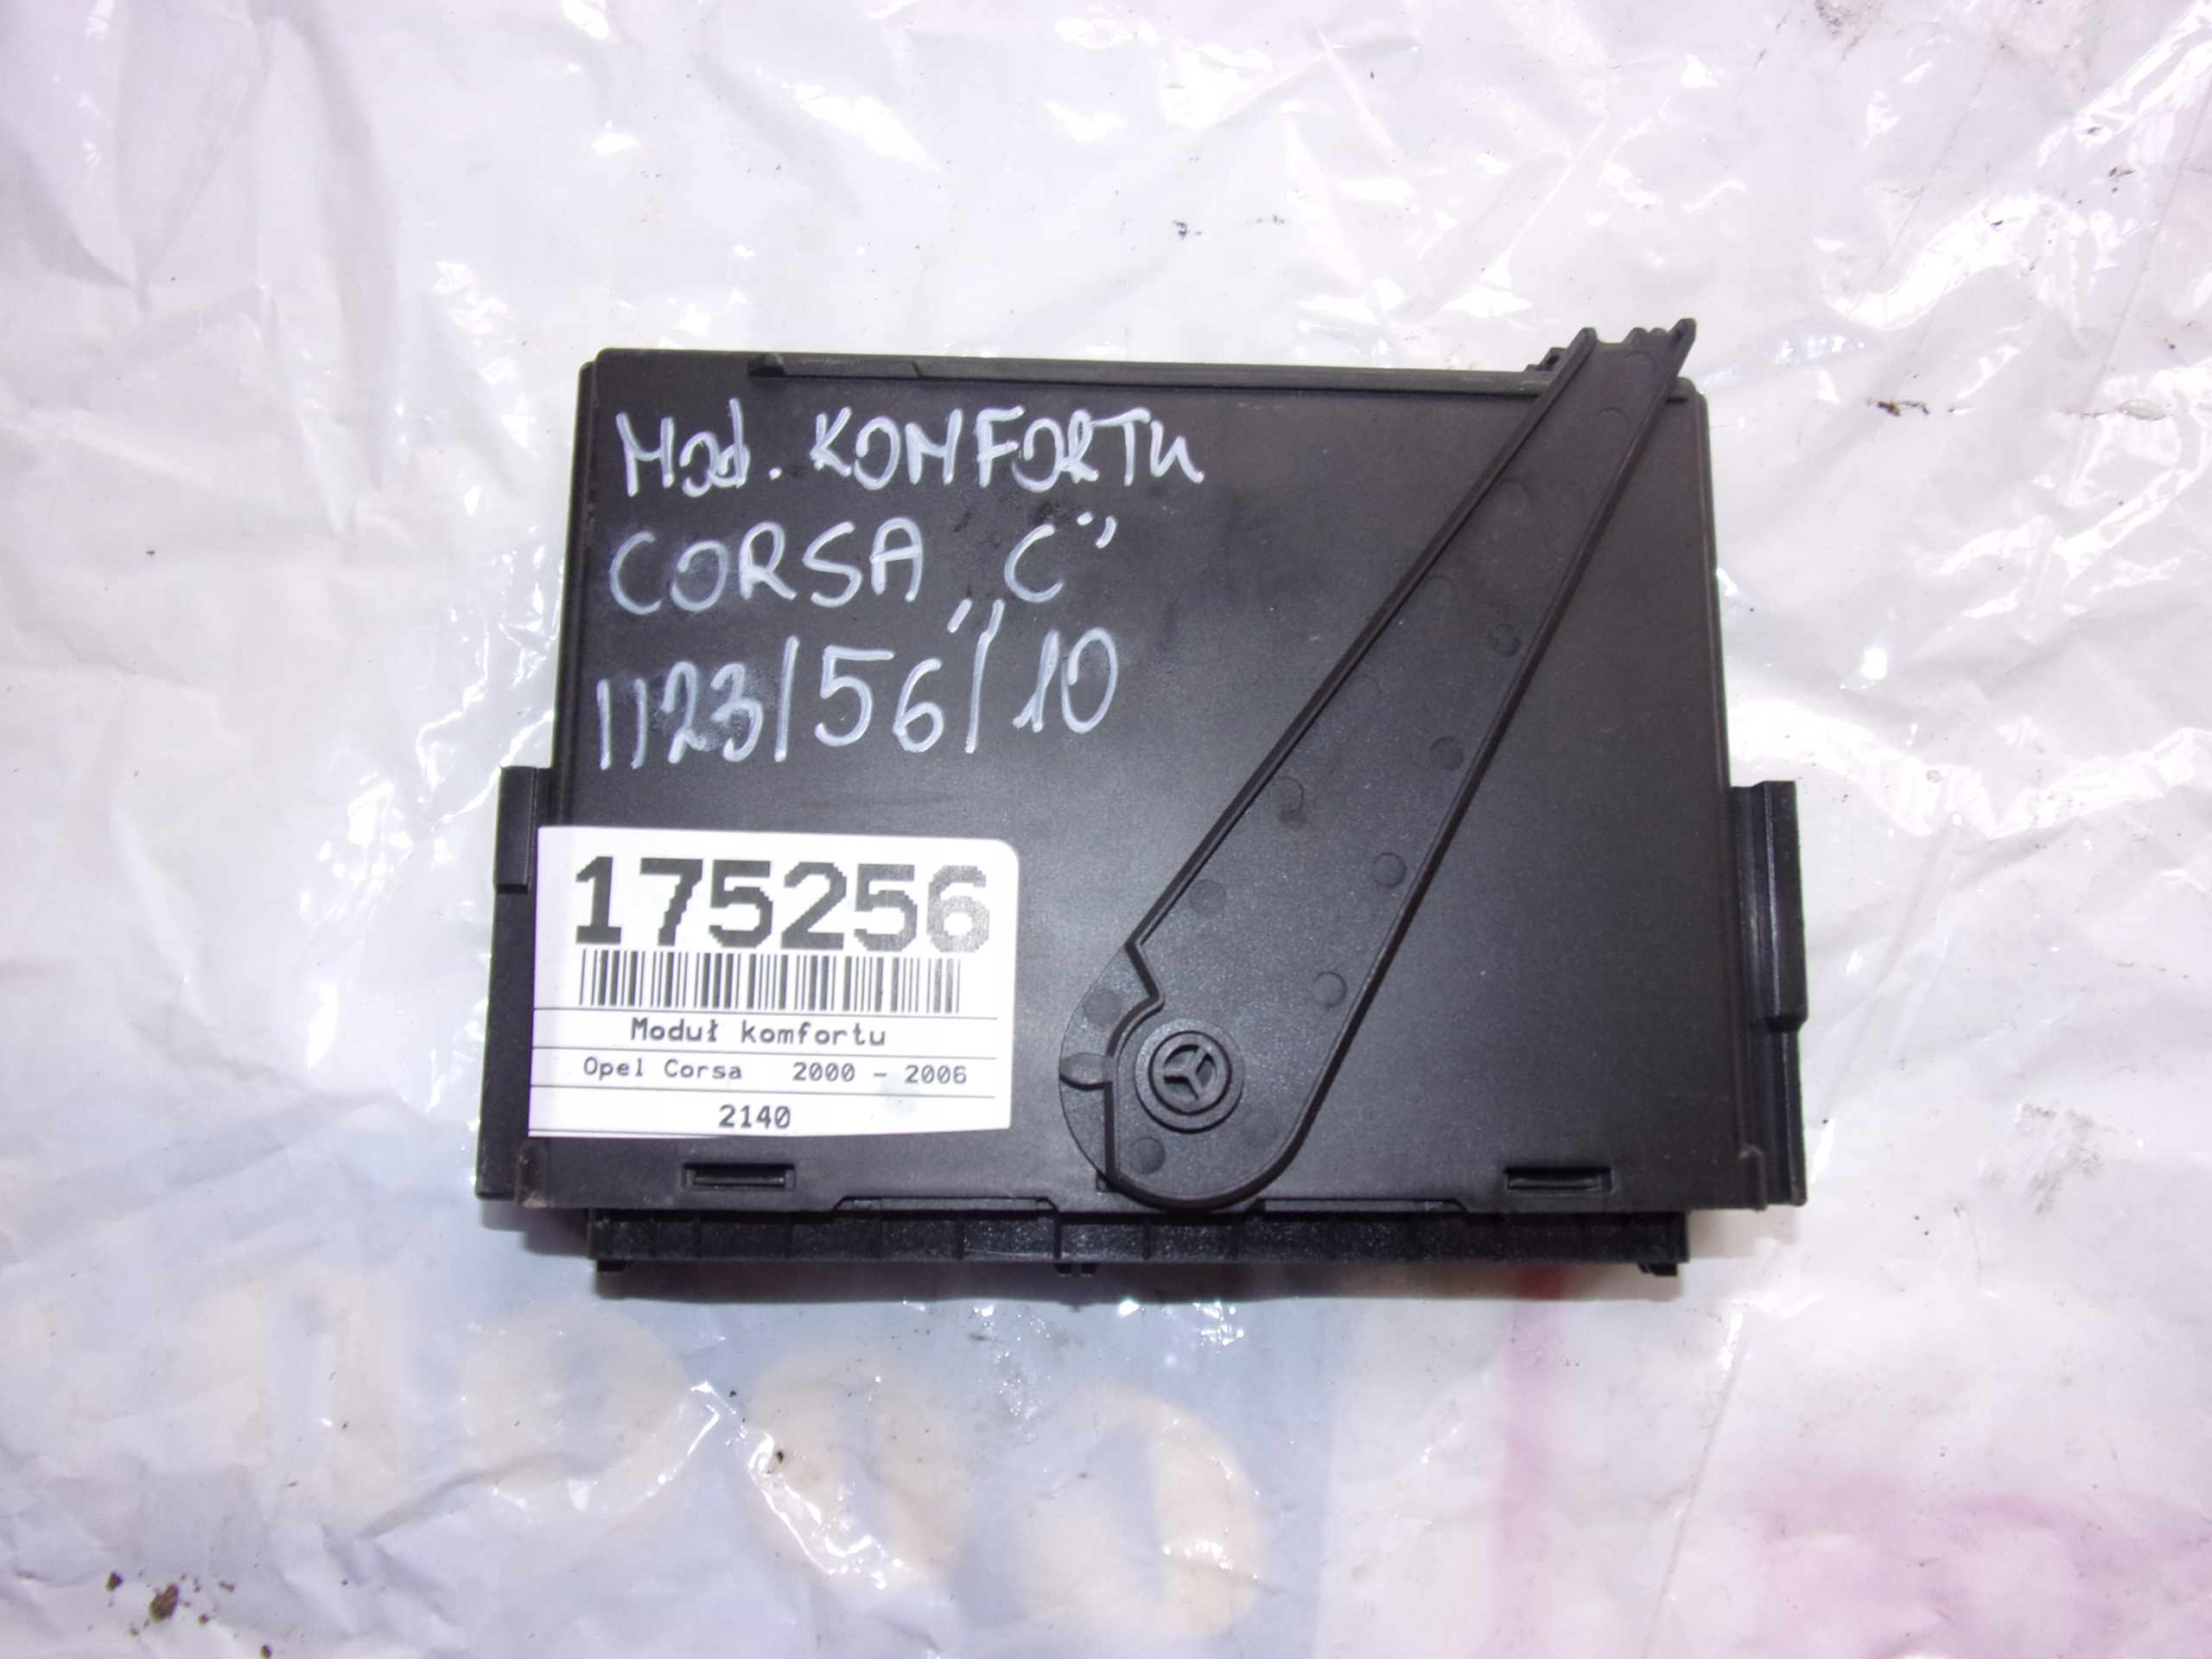 Mod. KOMFORTU
CORSA „C"
1123/56/10
175256
Moduł komfortu
Opel Corsa 2000 - 2006
2140